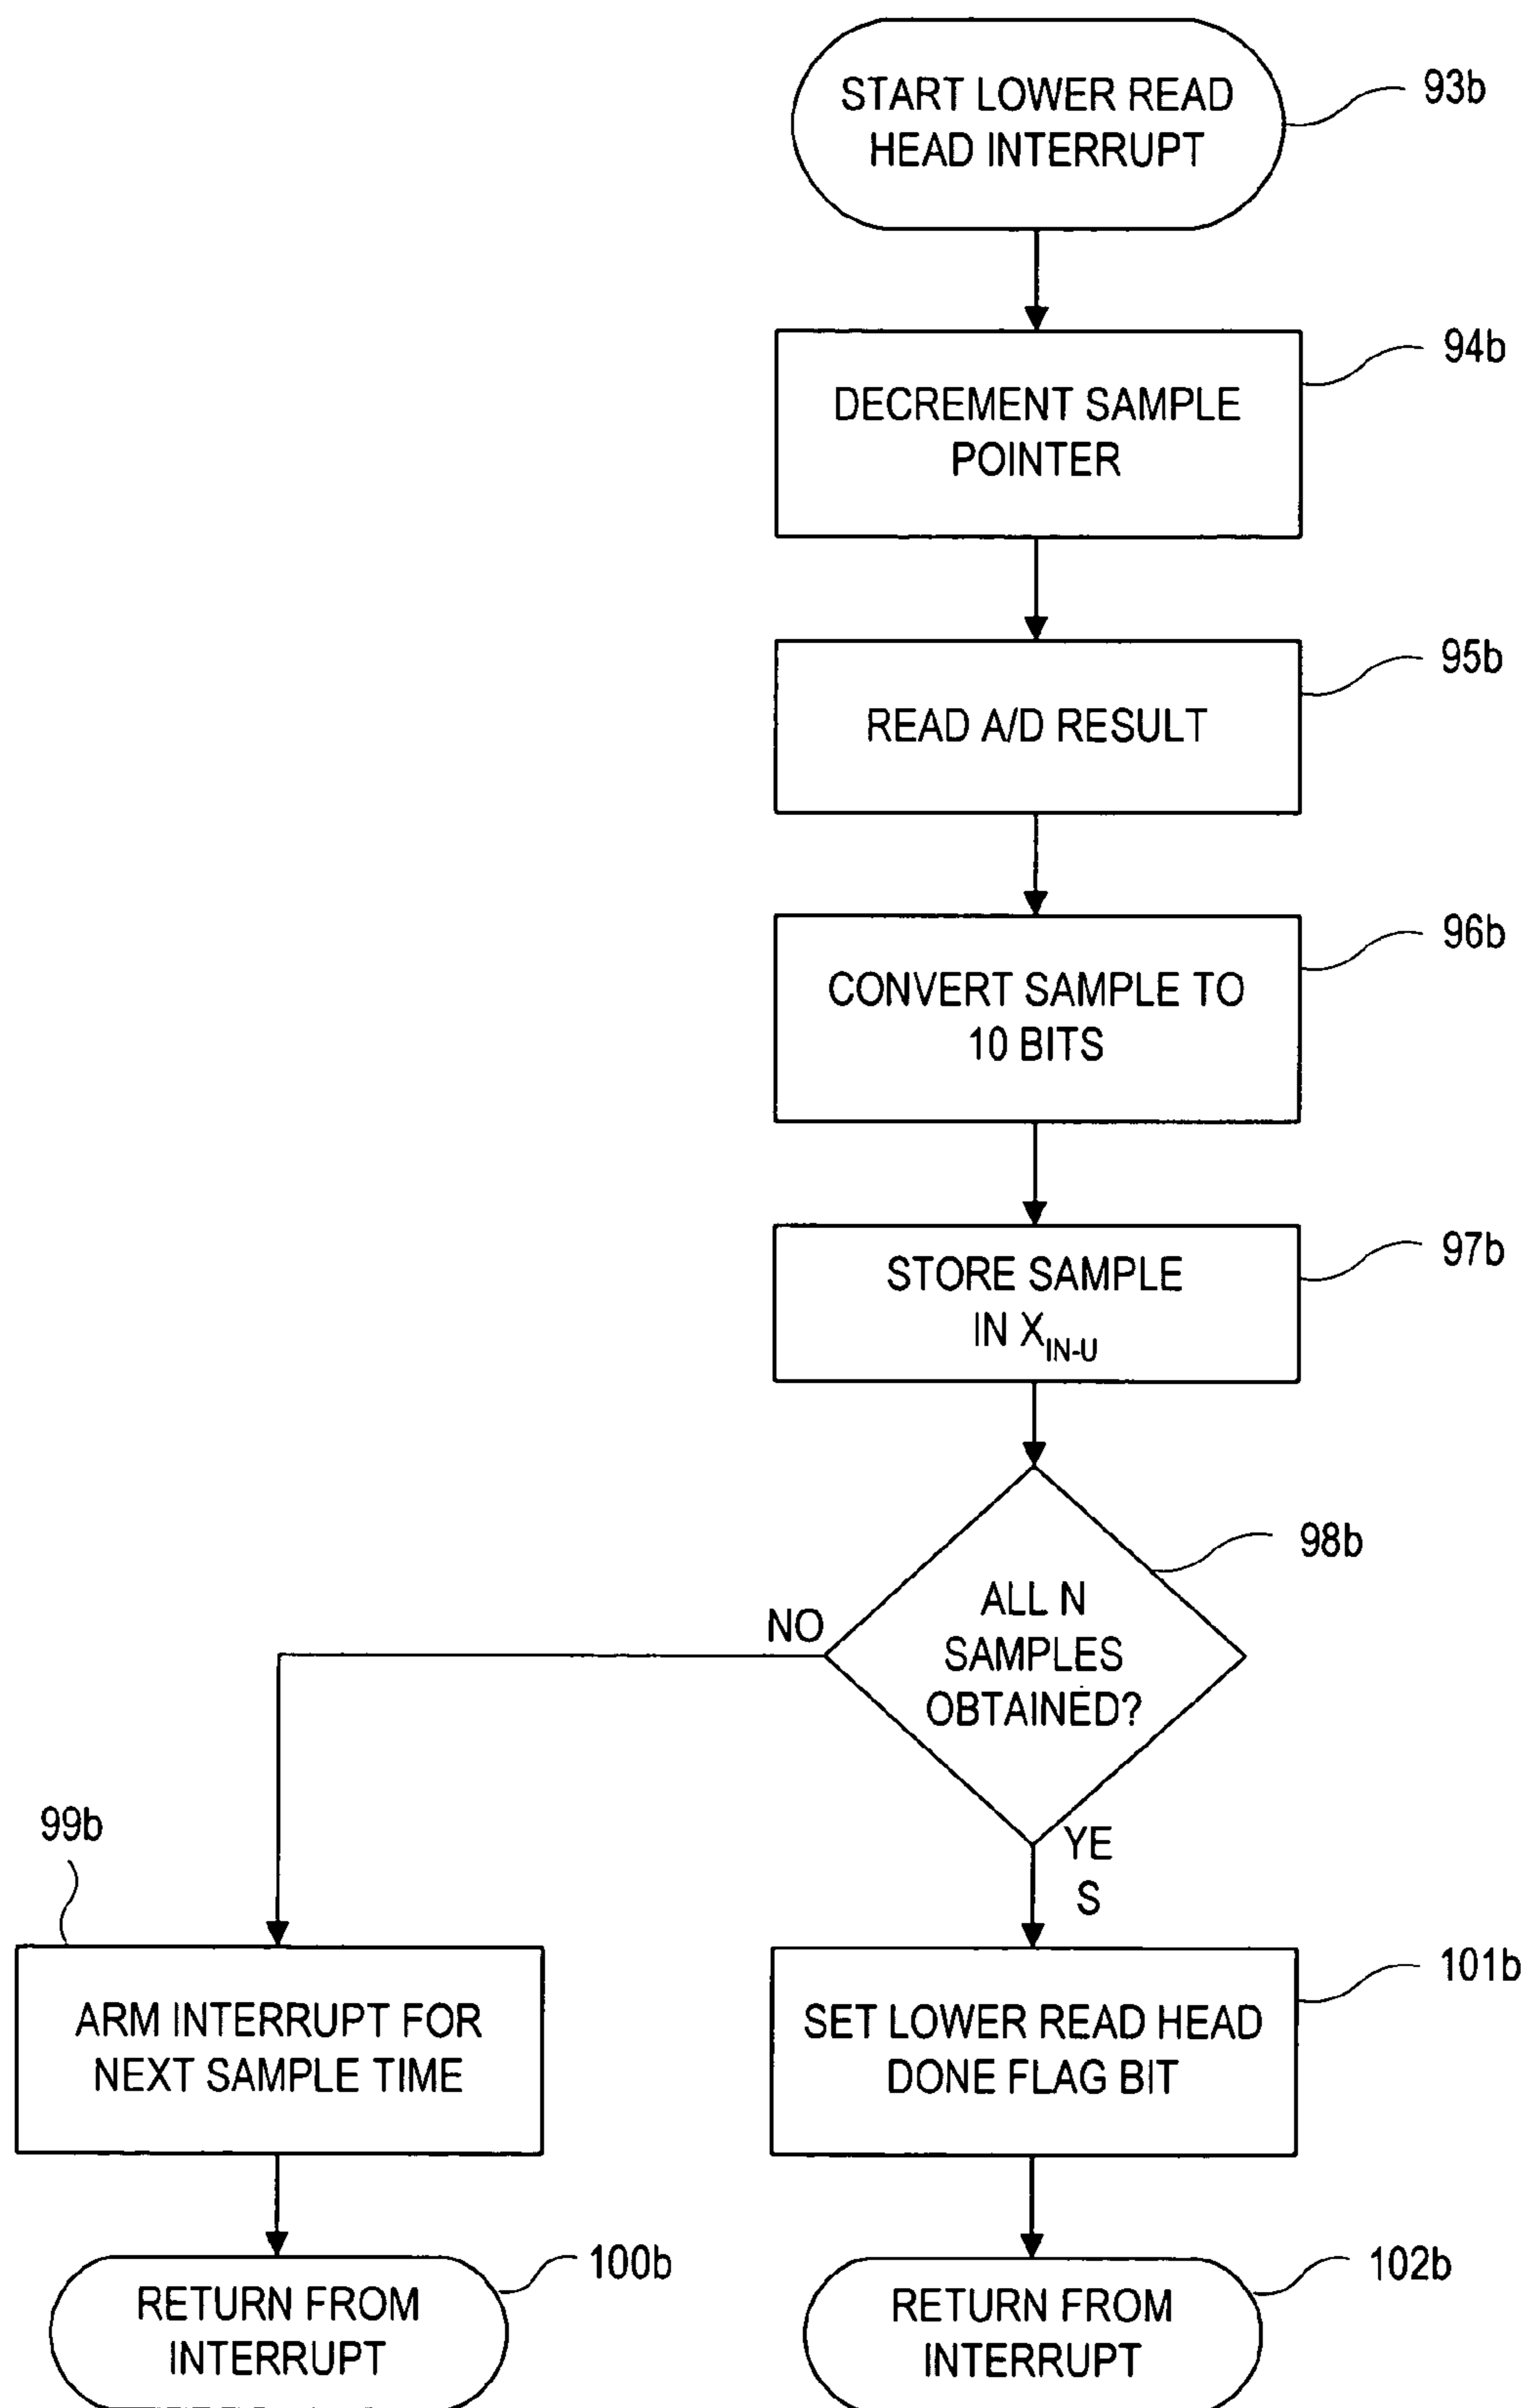 START LOWER READ
HEAD INTERRUPT
93b
DECREMENT SAMPLE
POINTER
94b
READ A/D RESULT
95b
CONVERT SAMPLE TO
10 BITS
96b
STORE SAMPLE
IN X_IN-U
97b
ALL N
SAMPLES
OBTAINED?
98b
NO
YE
S
99b
ARM INTERRUPT FOR
NEXT SAMPLE TIME
SET LOWER READ HEAD
DONE FLAG BIT
101b
RETURN FROM
INTERRUPT
100b
RETURN FROM
INTERRUPT
102b